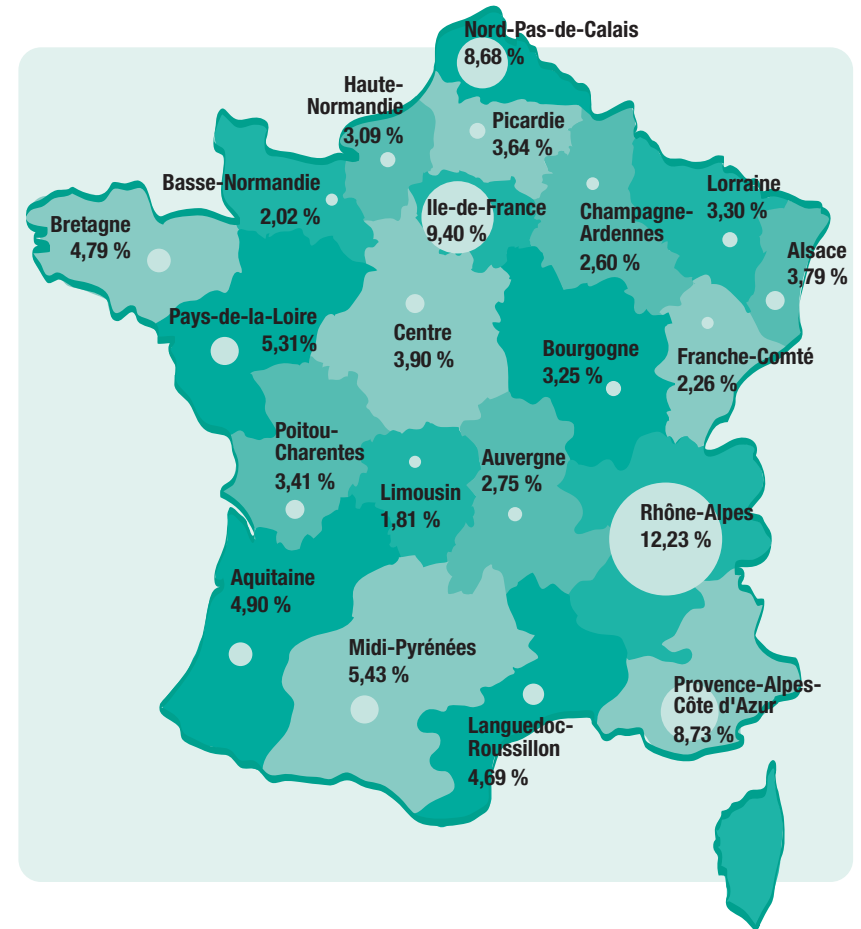 Nord-Pas-de-Calais
8,68 %
Haute-
Normandie
3,09 %
Picardie
3,64 %
Basse-Normandie
2,02 %
Ile-de-France
9,40 %
Champagne-
Ardennes
2,60 %
Lorraine
3,30 %
Alsace
3,79 %
Bretagne
4,79 %
Pays-de-la-Loire
5,31%
Centre
3,90 %
Bourgogne
3,25 %
Franche-Comté
2,26 %
Poitou-
Charentes
3,41 %
Limousin
1,81 %
Auvergne
2,75 %
Rhône-Alpes
12,23 %
Aquitaine
4,90 %
Midi-Pyrénées
5,43 %
Languedoc-
Roussillon
4,69 %
Provence-Alpes-
Côte d'Azur
8,73 %